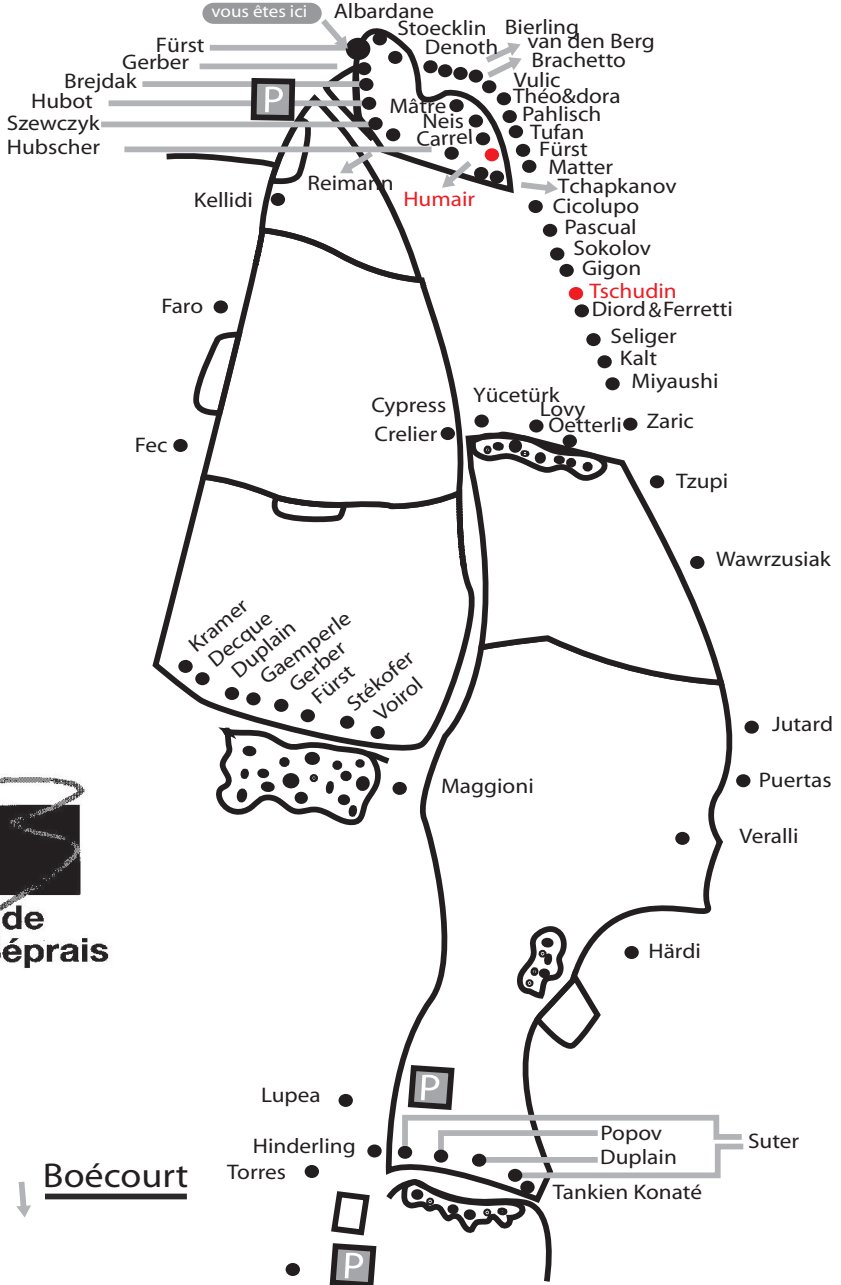 vous êtes ici
Albardane
Stoecklin
Bierling
Fürst
Denoth
van den Berg
Gerber
Brachetto
Brejdak
Vulic
P
Théo&dora
Hubot
Mâtre
Pahlisch
Szewczyk
Neis
Tufan
Carrel
Hubscher
Fürst
Matter
Reimann
Tchapkanov
Kellidi
Humair
Cicolupo
Pascual
Sokolov
Gigon
Tschudin
Faro
Diord&Ferretti
Seliger
Kalt
Miyaushi
Yücetürk
Cypress
Lovy
Crelier
Oetterli
Zaric
Fec
Tzupi
Wawrzusiak
Kramer
Decque
Duplain
Gaemperle
Gerber
Fürst
Stékofer
Voirol
Jutard
Maggioni
Puertas
Veralli
de
éprais
Härdi
P
Lupea
Popov
Hinderling
Suter
Duplain
Torres
Boécourt
Tankien Konaté
P